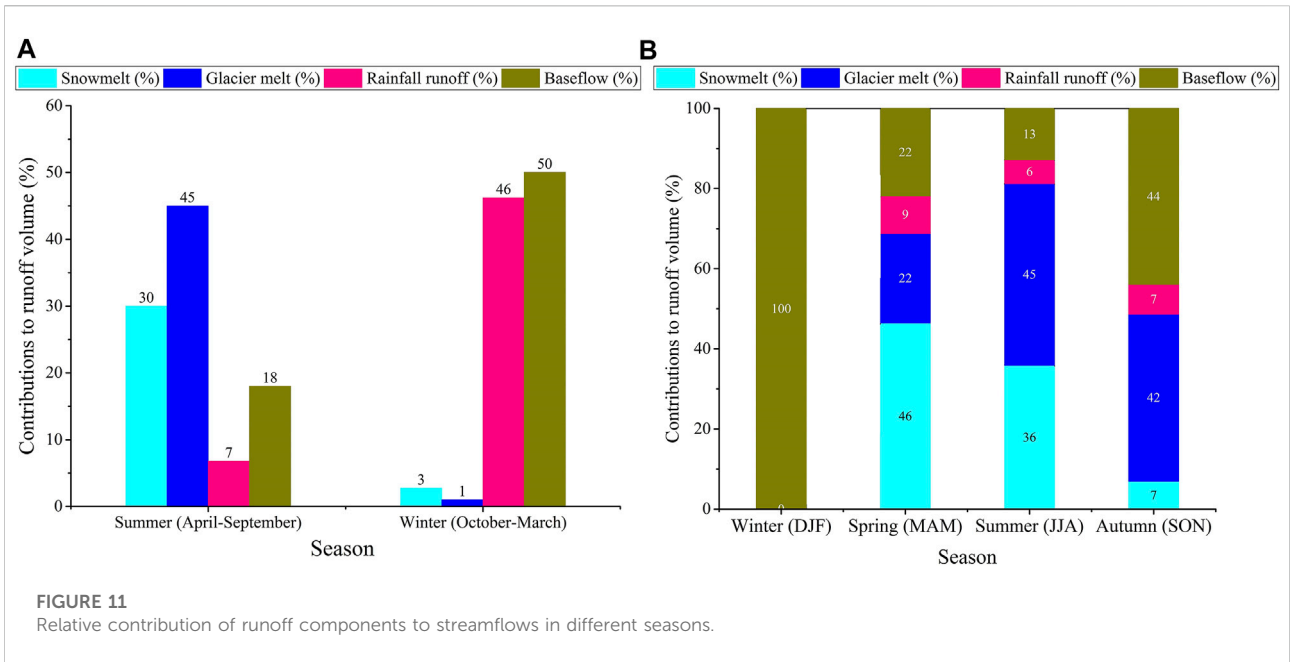 A
Snowmelt (%) Glacier melt (%) Rainfall runoff (%) Baseflow (%)
Contributions to runoff volume (%)
60
50
40
30
20
10
0
30
45
7
18
3
1
46
50
Summer (April-September) Winter (October-March)
Season
B
Snowmelt (%) Glacier melt (%) Rainfall runoff (%) Baseflow (%)
Contributions to runoff volume (%)
100
80
60
40
20
0
100
0
22
9
22
46
13
6
45
36
44
7
42
7
Winter (DJF) Spring (MAM) Summer (JJA) Autumn (SON)
Season
FIGURE 11
Relative contribution of runoff components to streamflows in different seasons.